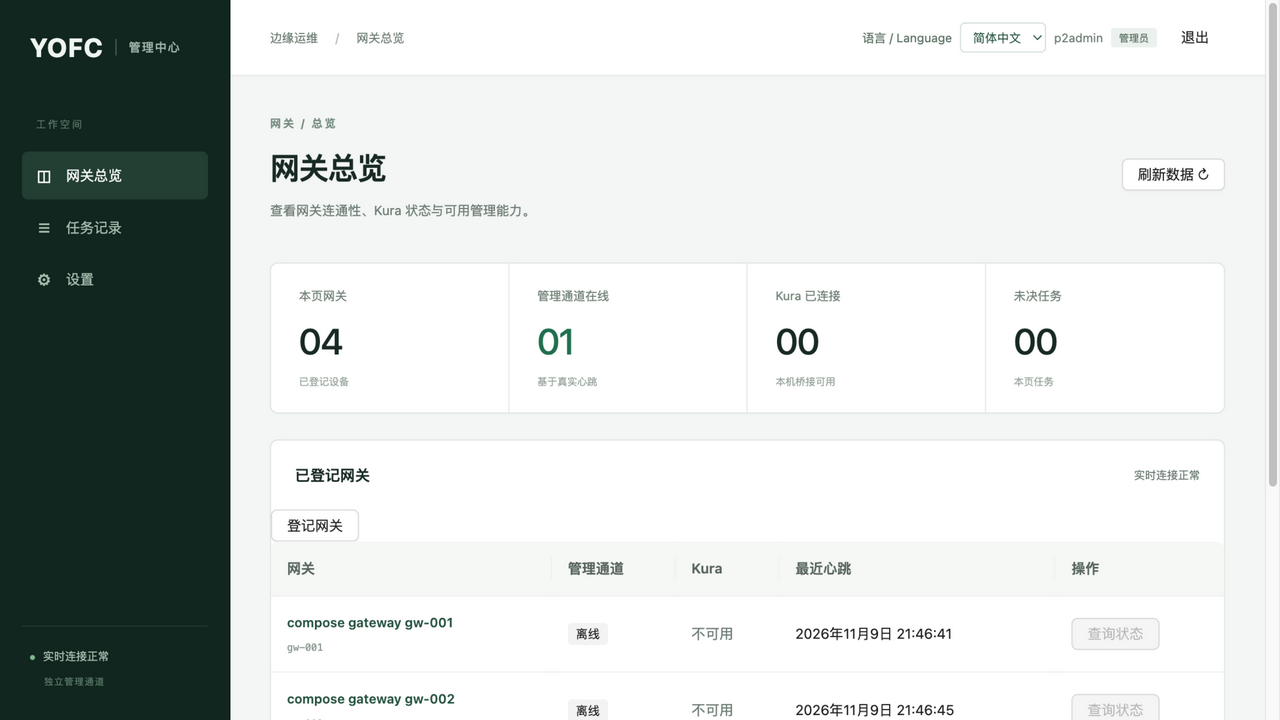 YOFC 管理中心
工作空间
网关总览
任务记录
设置
实时连接正常
独立管理通道
边缘运维 / 网关总览
语言 / Language 简体中文 p2admin 管理员 退出
网关 / 总览
网关总览
刷新数据
查看网关连通性、Kura 状态与可用管理能力。
本页网关 管理通道在线 Kura 已连接 未决任务
04 01 00 00
已登记设备 基于真实心跳 本机桥接可用 本页任务
已登记网关 实时连接正常
登记网关
网关 管理通道 Kura 最近心跳 操作
compose gateway gw-001
gw-001
离线 不可用 2026年11月9日 21:46:41 查询状态
compose gateway gw-002
离线 不可用 2026年11月9日 21:46:45 查询状态